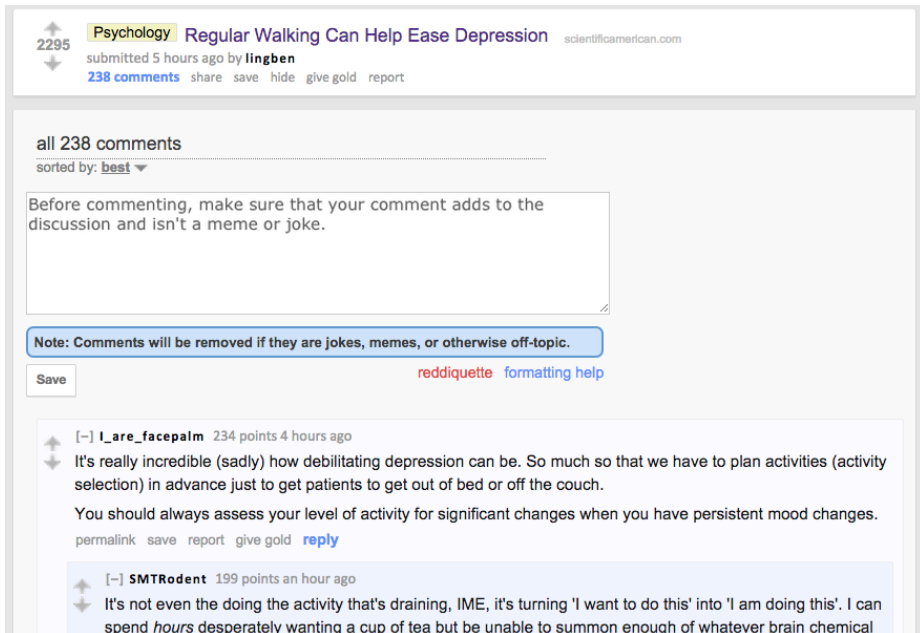 Psychology Regular Walking Can Help Ease Depression scientificamerican.com
2295
submitted 5 hours ago by lingben
238 comments share save hide give gold report
all 238 comments
sorted by: best
Before commenting, make sure that your comment adds to the
discussion and isn't a meme or joke.
Note: Comments will be removed if they are jokes, memes, or otherwise off-topic.
Save
reddiquette formatting help
[–] I_are_facepalm 234 points 4 hours ago
It's really incredible (sadly) how debilitating depression can be. So much so that we have to plan activities (activity
selection) in advance just to get patients to get out of bed or off the couch.
You should always assess your level of activity for significant changes when you have persistent mood changes.
permalink save report give gold reply
[–] SMTRodent 199 points an hour ago
It's not even the doing the activity that's draining, IME, it's turning 'I want to do this' into 'I am doing this'. I can
spend hours desperately wanting a cup of tea but be unable to summon enough of whatever brain chemical